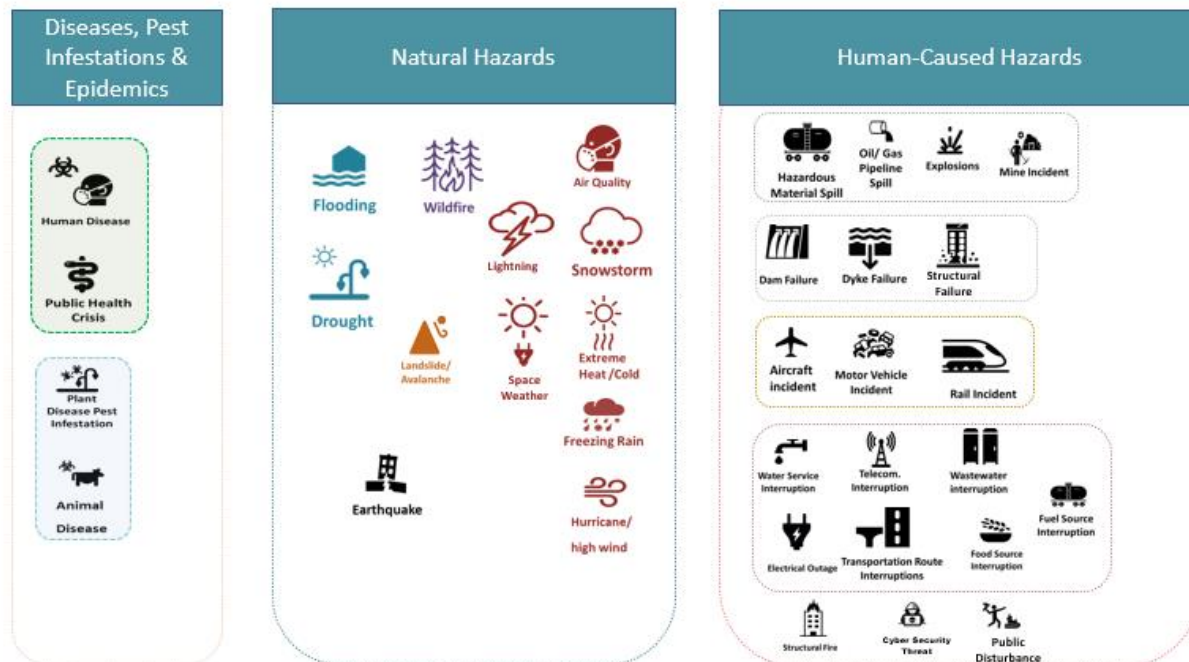 Diseases, Pest
Infestations &
Epidemics
Human Disease
Public Health
Crisis
Plant
Disease Pest
Infestation
Animal
Disease
Natural Hazards
Flooding
Wildfire
Air Quality
Lightning
Snowstorm
Drought
Landslide/
Avalanche
Space
Weather
Extreme
Heat /Cold
Freezing Rain
Earthquake
Hurricane/
high wind
Human-Caused Hazards
Hazardous
Material Spill
Oil/ Gas
Pipeline
Spill
Explosions
Mine Incident
Dam Failure
Dyke Failure
Structural
Failure
Aircraft
incident
Motor Vehicle
Incident
Rail Incident
Water Service
Interruption
Telecom.
Interruption
Wastewater
interruption
Fuel Source
Interruption
Electrical Outage
Transportation Route
Interruptions
Food Source
Interruption
Structural Fire
Cyber Security
Threat
Public
Disturbance